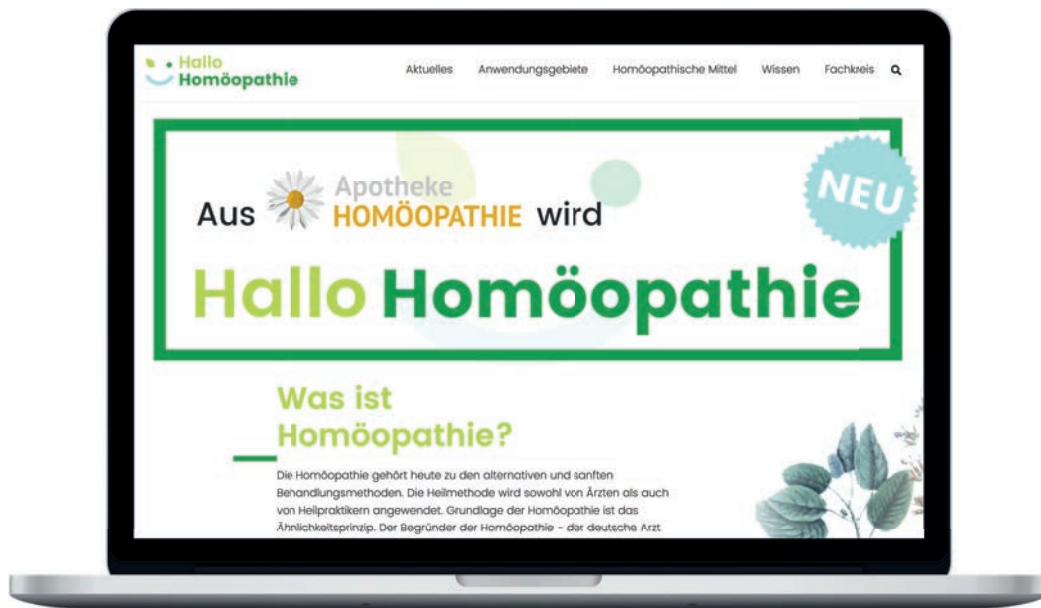 Hallo
Homöopathie
Aktuelles Anwendungsgebiete Homöopathische Mittel Wissen Fachkreis
Aus Apotheke HOMÖOPATHIE wird
NEU
Hallo Homöopathie
Was ist
Homöopathie?
Die Homöopathie gehört heute zu den alternativen und sanften
Behandlungsmethoden. Die Heilmethode wird sowohl von Ärzten als auch
von Heilpraktikern angewendet. Grundlage der Homöopathie ist das
Ähnlichkeitsprinzip. Der Begründer der Homöopathie – der deutsche Arzt